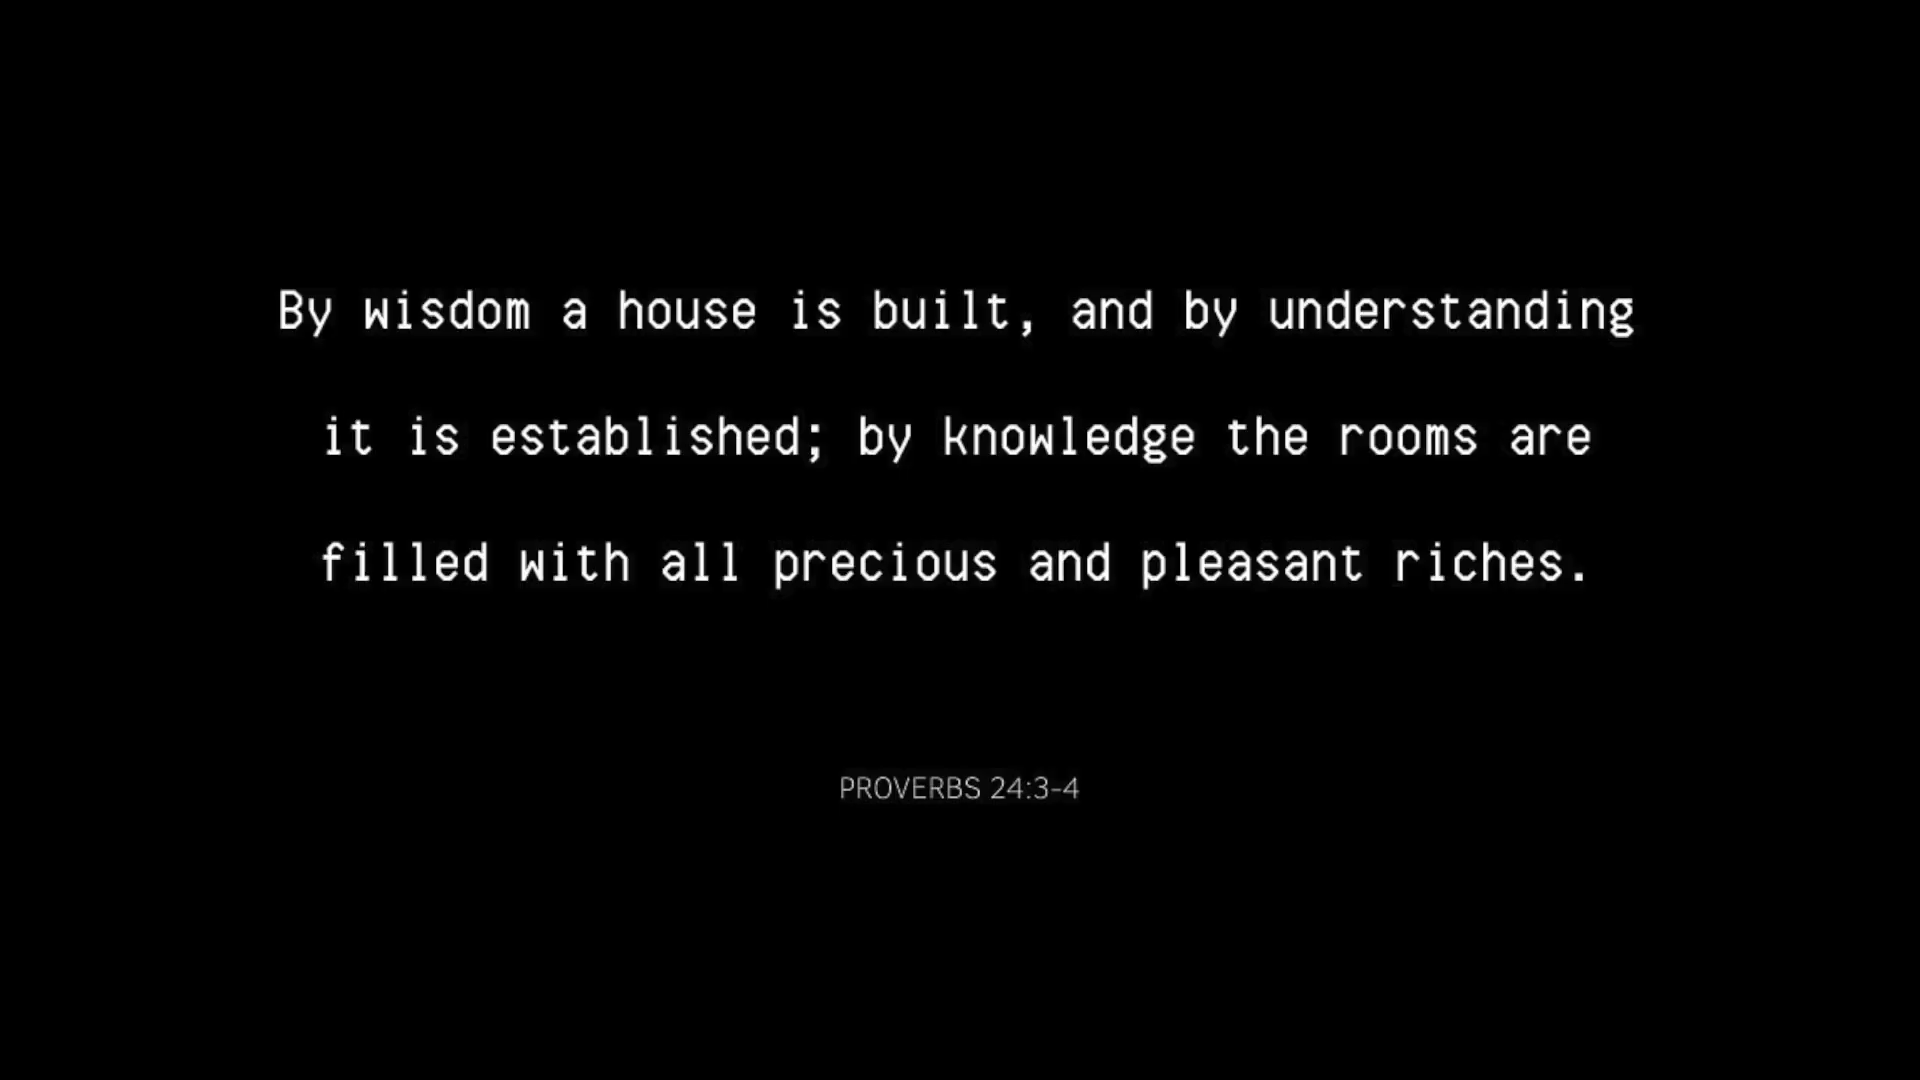 By wisdom a house is built, and by understanding
it is established; by knowledge the rooms are
filled with all precious and pleasant riches.
PROVERBS 24:3-4